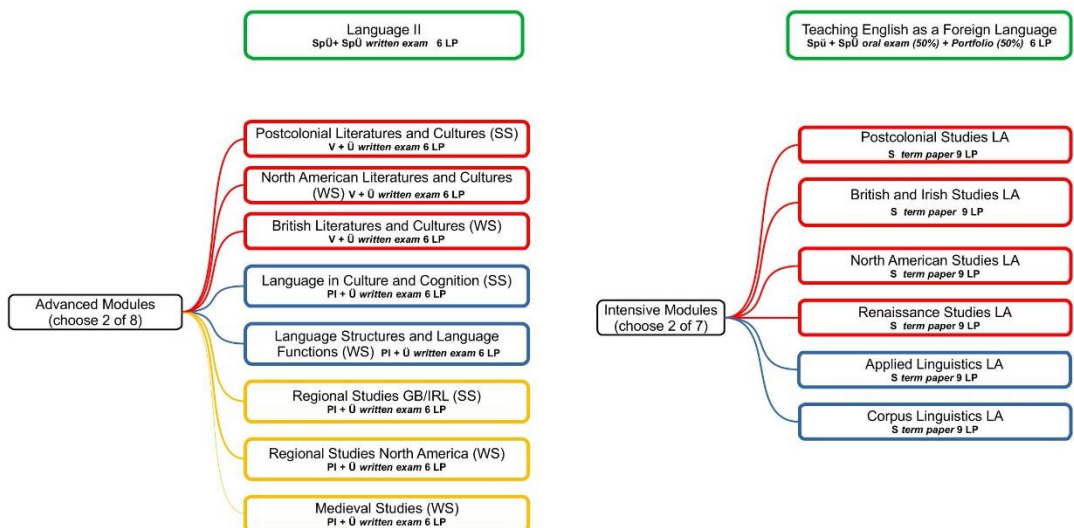 Language II
SpÜ+ SpÜ written exam 6 LP
Postcolonial Literatures and Cultures (SS)
V + Ü written exam 6 LP
North American Literatures and Cultures
(WS) V + Ü written exam 6 LP
British Literatures and Cultures (WS)
V + Ü written exam 6 LP
Language in Culture and Cognition (SS)
PI + Ü written exam 6 LP
Advanced Modules
(choose 2 of 8)
Language Structures and Language
Functions (WS) PI + Ü written exam 6 LP
Regional Studies GB/IRL (SS)
PI + Ü written exam 6 LP
Regional Studies North America (WS)
PI + Ü written exam 6 LP
Medieval Studies (WS)
PI + Ü written exam 6 LP
Teaching English as a Foreign Language
Spü + SpÜ oral exam (50%) + Portfolio (50%) 6 LP
Postcolonial Studies LA
S term paper 9 LP
British and Irish Studies LA
S term paper 9 LP
North American Studies LA
S term paper 9 LP
Intensive Modules
(choose 2 of 7)
Renaissance Studies LA
S term paper 9 LP
Applied Linguistics LA
S term paper 9 LP
Corpus Linguistics LA
S term paper 9 LP